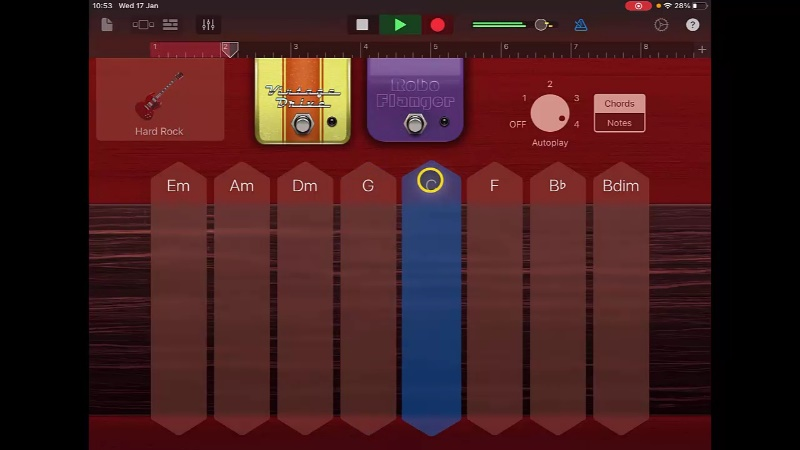 10:53 Wed 17 Jan
28%
1 2 3 4 5 6 7 8
Vintage Drive
Robo Flanger
Hard Rock
OFF 1 2 3 4
Autoplay
Chords
Notes
Em Am Dm G C F B♭ Bdim